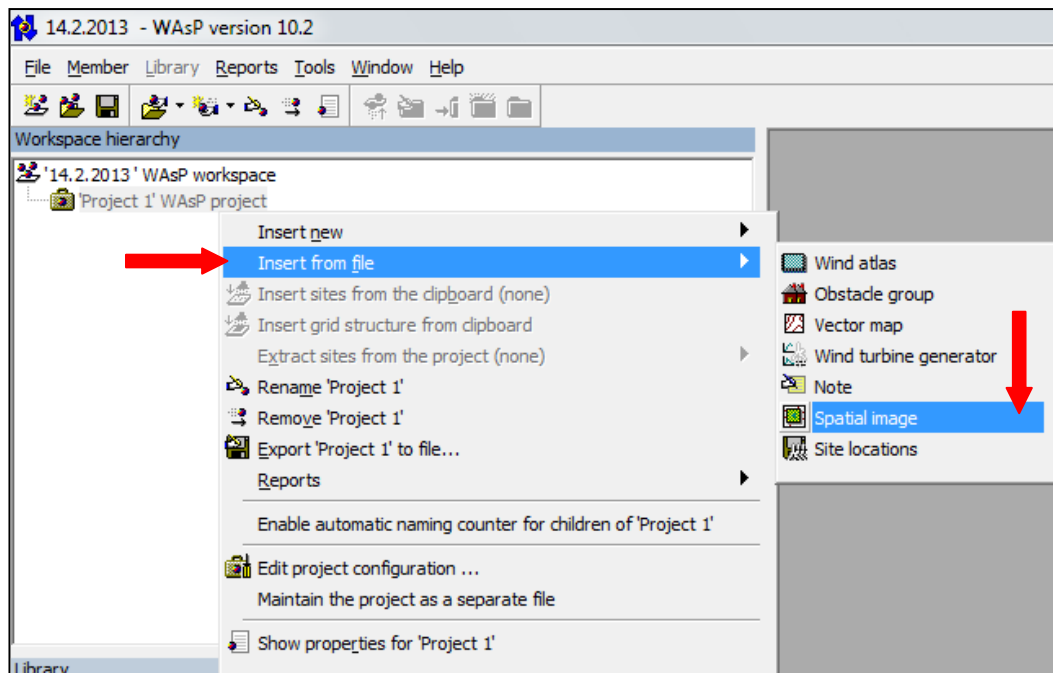 14.2.2013 - WAsP version 10.2
File Member Library Reports Tools Window Help
Workspace hierarchy
'14.2.2013 ' WAsP workspace
'Project 1' WAsP project
Insert new
Insert from file
Insert sites from the clipboard (none)
Insert grid structure from clipboard
Extract sites from the project (none)
Rename 'Project 1'
Remove 'Project 1'
Export 'Project 1' to file...
Reports
Enable automatic naming counter for children of 'Project 1'
Edit project configuration ...
Maintain the project as a separate file
Show properties for 'Project 1'
Wind atlas
Obstacle group
Vector map
Wind turbine generator
Note
Spatial image
Site locations
Library